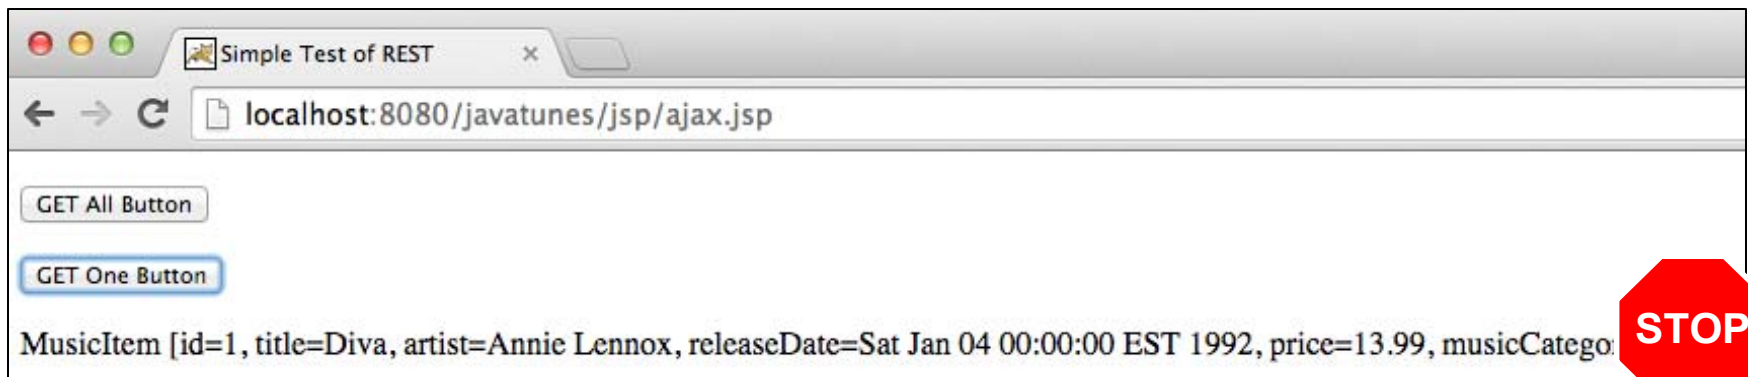 Simple Test of REST
localhost:8080/javatunes/jsp/ajax.jsp
GET All Button
GET One Button
MusicItem [id=1, title=Diva, artist=Annie Lennox, releaseDate=Sat Jan 04 00:00:00 EST 1992, price=13.99, musicCatego
STOP